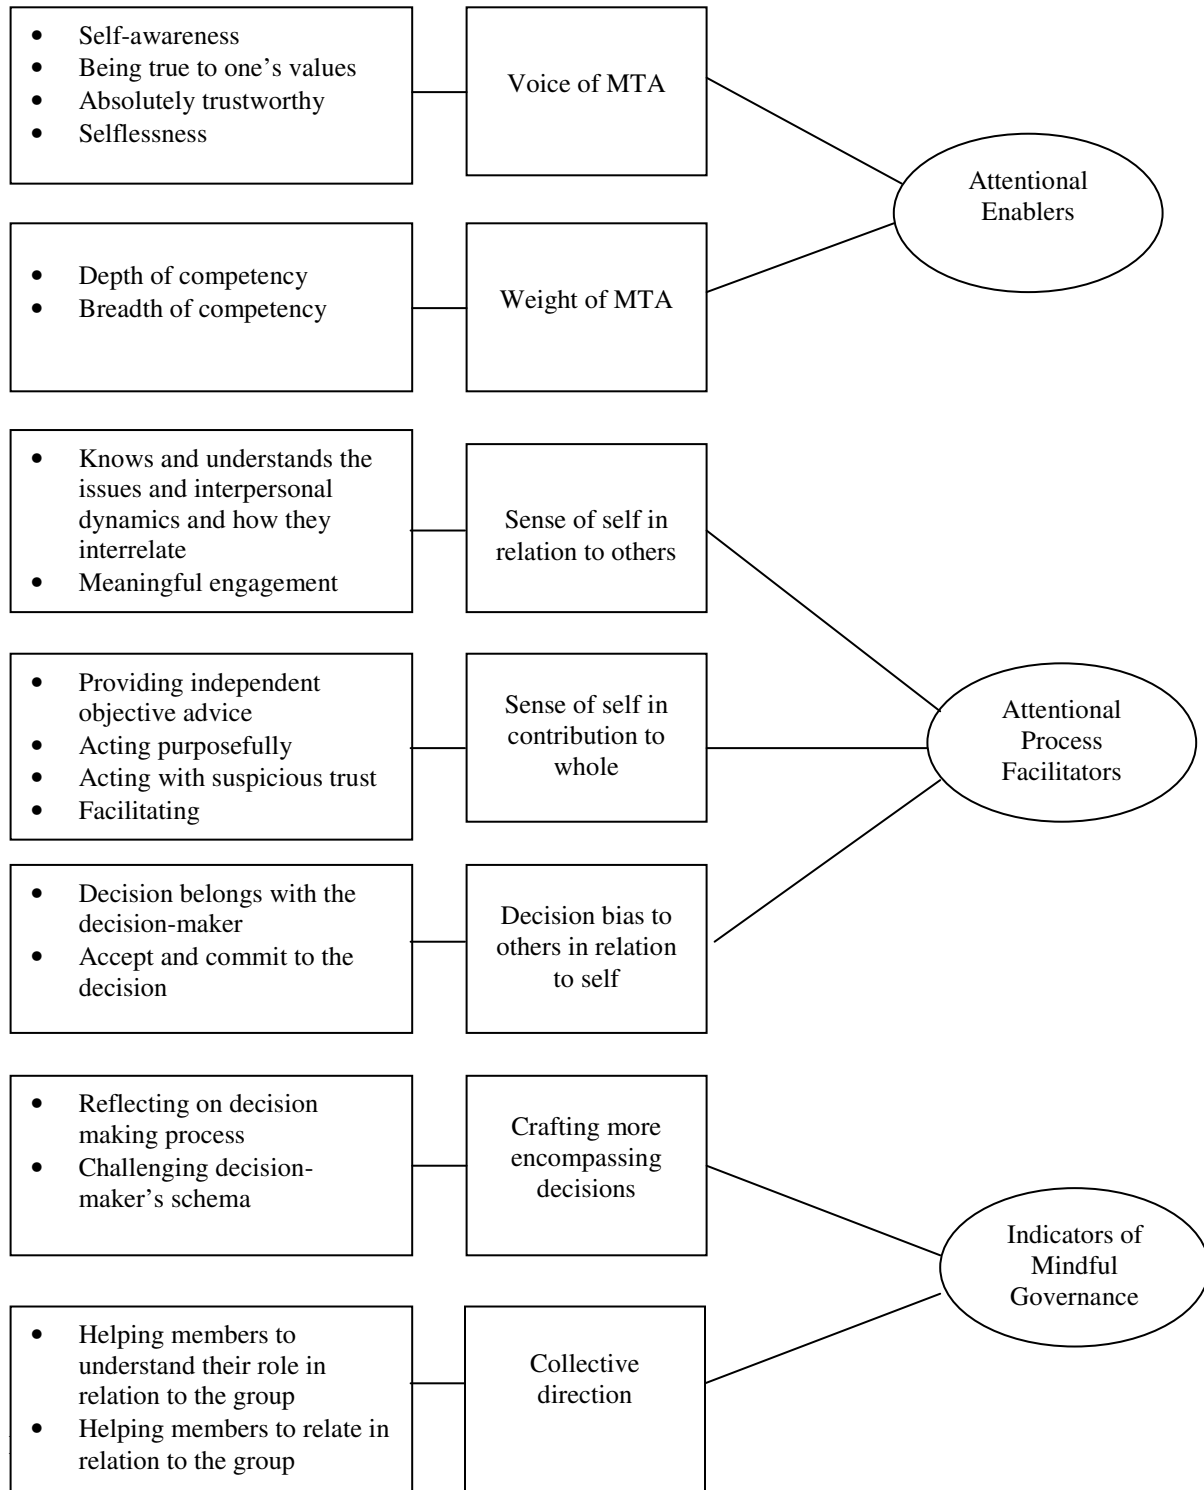 • Self-awareness
• Being true to one’s values
• Absolutely trustworthy
• Selflessness
Voice of MTA
Attentional
Enablers
• Depth of competency
• Breadth of competency
Weight of MTA
• Knows and understands the
issues and interpersonal
dynamics and how they
interrelate
• Meaningful engagement
Sense of self in
relation to others
• Providing independent
objective advice
• Acting purposefully
• Acting with suspicious trust
• Facilitating
Sense of self in
contribution to
whole
Attentional
Process
Facilitators
• Decision belongs with the
decision-maker
• Accept and commit to the
decision
Decision bias to
others in relation
to self
• Reflecting on decision
making process
• Challenging decision-
maker’s schema
Crafting more
encompassing
decisions
Indicators of
Mindful
Governance
• Helping members to
understand their role in
relation to the group
• Helping members to relate in
relation to the group
Collective
direction